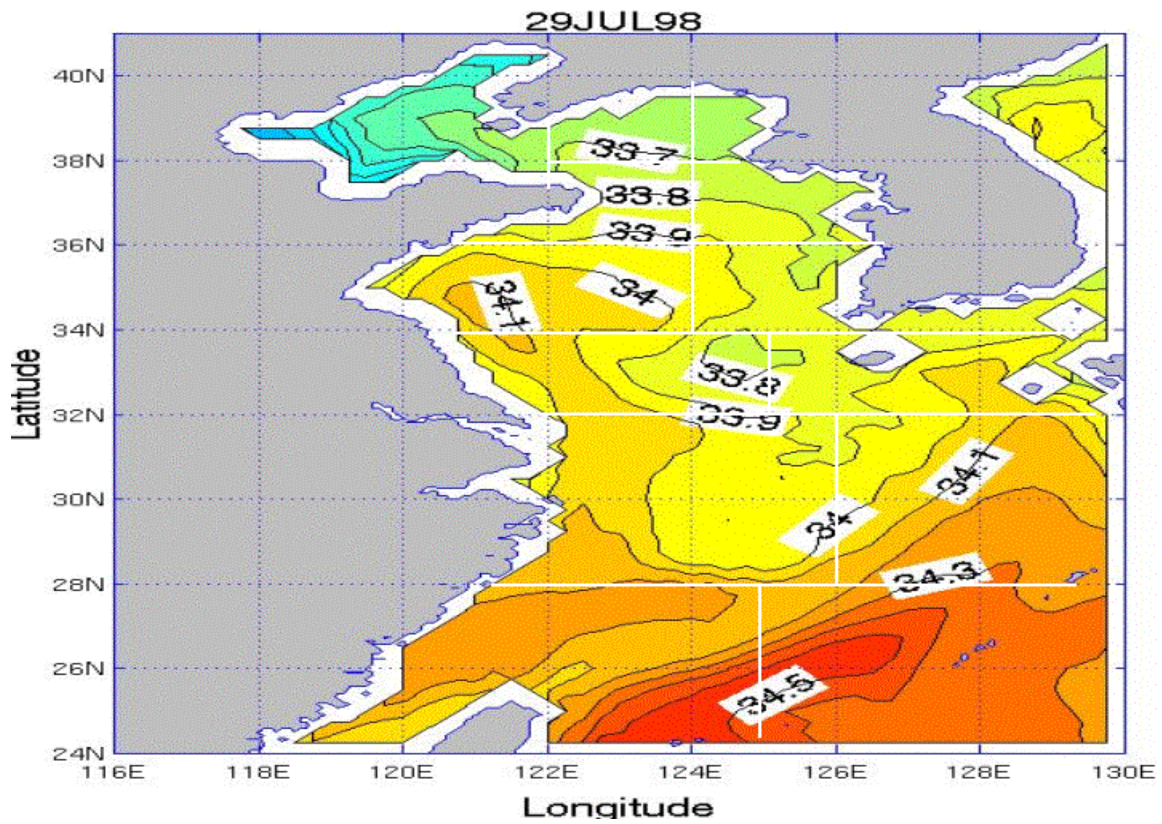 29JUL98
40N
38N
36N
34N
32N
30N
28N
26N
24N
33.7
33.8
33.9
34
34.1
33.8
33.9
34.1
34
34.3
34.5
116E 118E 120E 122E 124E 126E 128E 130E
Latitude
Longitude